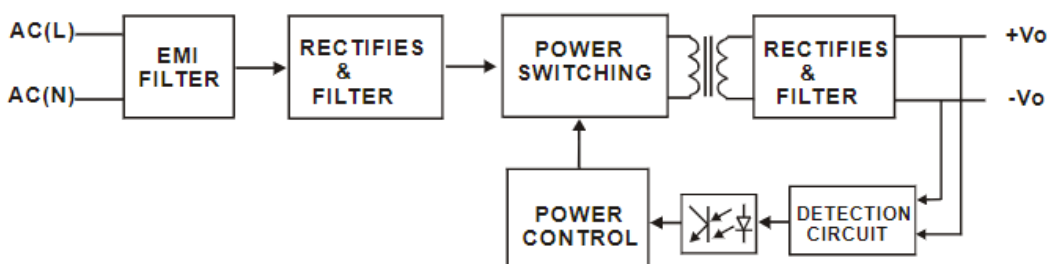 AC(L)
AC(N)
EMI
FILTER
RECTIFIES
&
FILTER
POWER
SWITCHING
RECTIFIES
&
FILTER
+Vo
-Vo
POWER
CONTROL
DETECTION
CIRCUIT